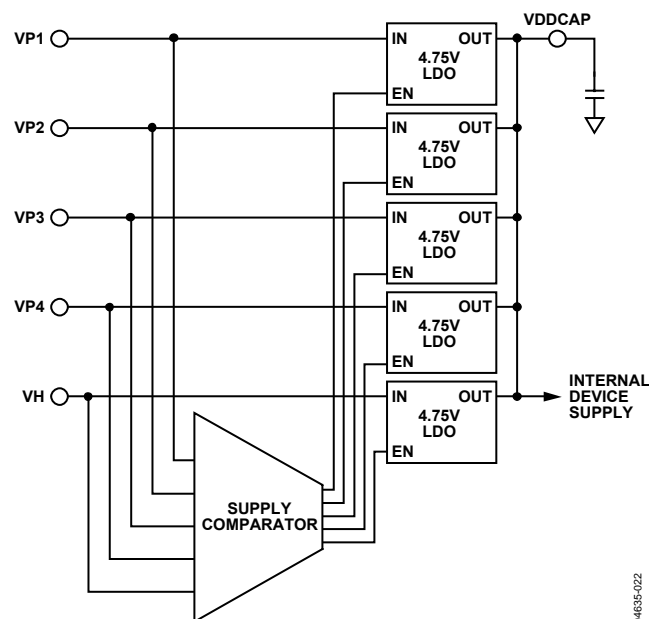 VP1
IN
OUT
4.75V
LDO
EN
VDDCAP
VP2
IN
OUT
4.75V
LDO
EN
VP3
IN
OUT
4.75V
LDO
EN
VP4
IN
OUT
4.75V
LDO
EN
VH
IN
OUT
4.75V
LDO
EN
INTERNAL
DEVICE
SUPPLY
SUPPLY
COMPARATOR
04635-022